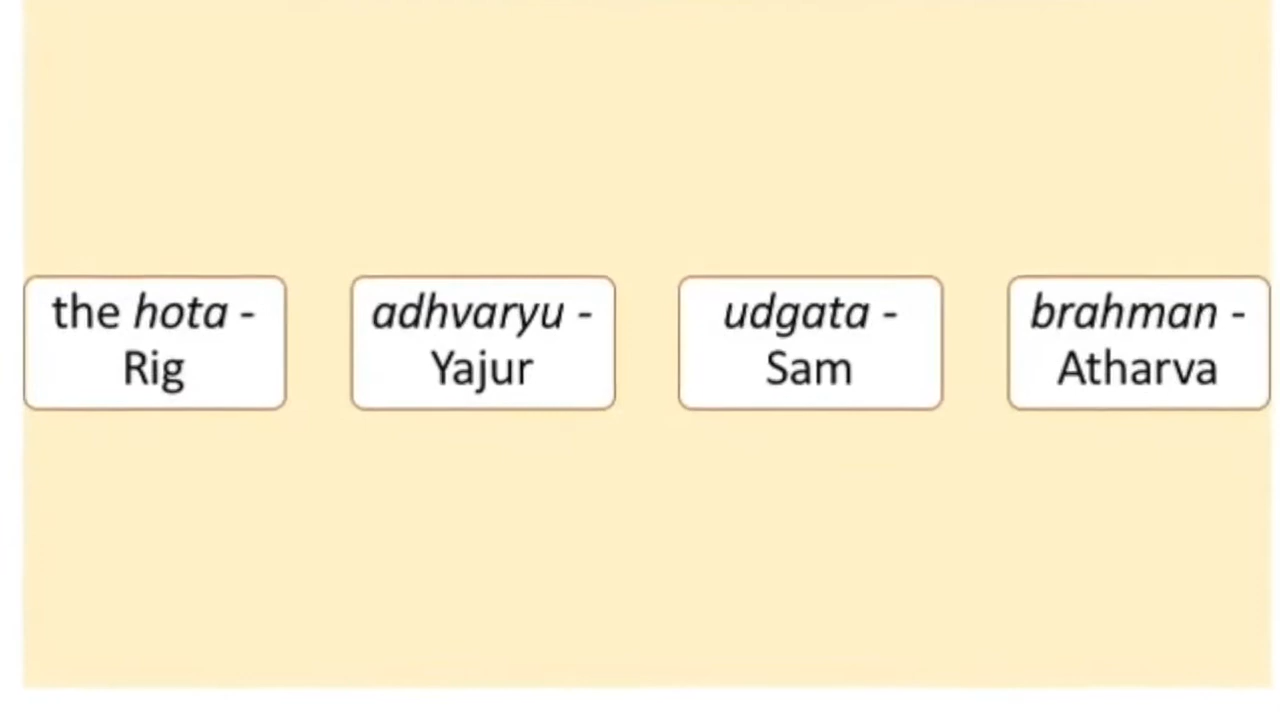 the hota -
Rig
adhvaryu -
Yajur
udgata -
Sam
brahman -
Atharva